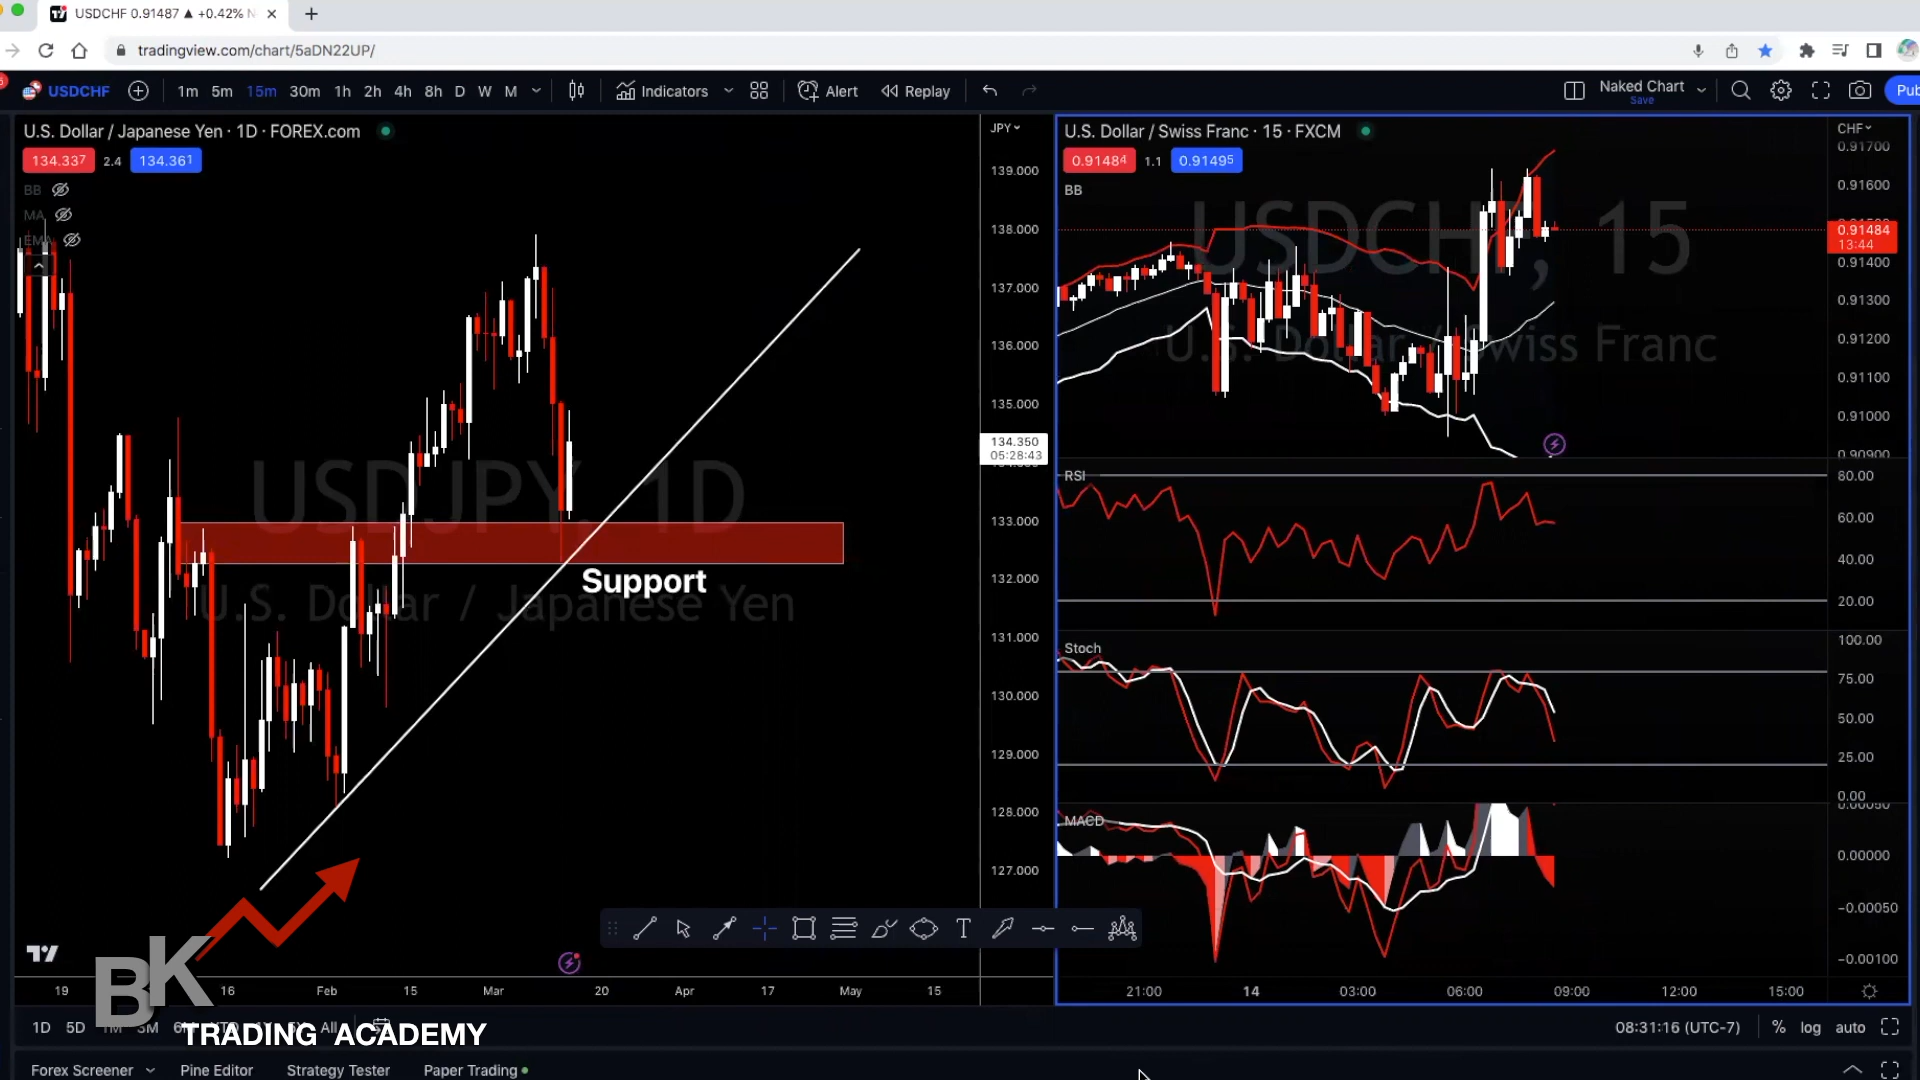 USDCHF 0.91487 ▲ +0.42% N
tradingview.com/chart/5aDN22UP/
USDCHF 1m 5m 15m 30m 1h 2h 4h 8h D W M Indicators Alert Replay Naked Chart Save Pub
U.S. Dollar / Japanese Yen · 1D · FOREX.com
134.337 2.4 134.361
BB
MA
EMA
USDJPY, 1D
U.S. Dollar / Japanese Yen
Support
JPY
139.000
138.000
137.000
136.000
135.000
134.350
05:28:43
133.000
132.000
131.000
130.000
129.000
128.000
127.000
19 16 Feb 15 Mar 20 Apr 17 May 15
U.S. Dollar / Swiss Franc · 15 · FXCM
0.91484 1.1 0.91495
BB
USDCHF, 15
U.S. Dollar / Swiss Franc
CHF
0.91700
0.91600
0.91484
13:44
0.91400
0.91300
0.91200
0.91100
0.91000
0.90900
RSI
80.00
60.00
40.00
20.00
Stoch
100.00
75.00
50.00
25.00
0.00
MACD
0.00050
0.00000
−0.00050
−0.00100
21:00 14 03:00 06:00 09:00 12:00 15:00
1D 5D 1M 3M All
08:31:16 (UTC-7) % log auto
BK
TRADING ACADEMY
Forex Screener Pine Editor Strategy Tester Paper Trading